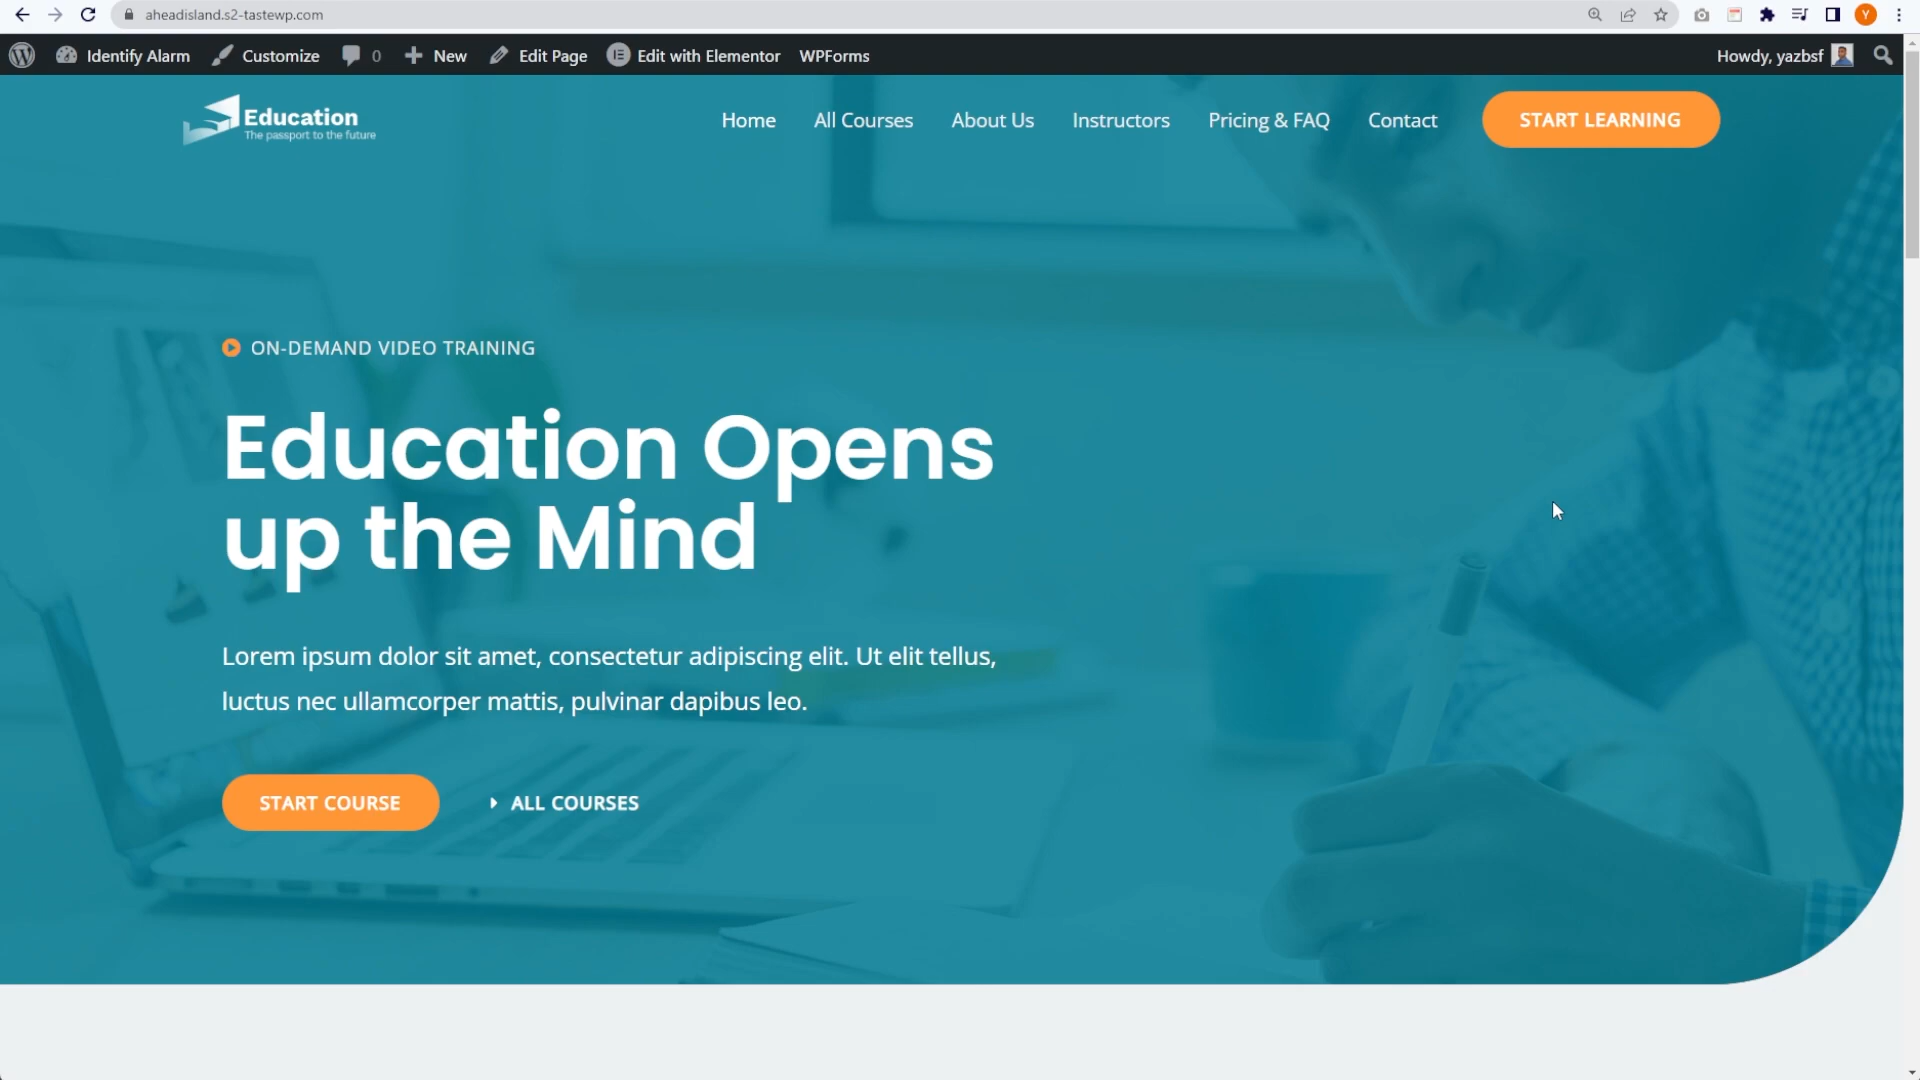 aheadisland.s2-tastewp.com
Y
Identify Alarm
Customize
0
New
Edit Page
Edit with Elementor
WPForms
Howdy, yazbsf
Education
The passport to the future
Home
All Courses
About Us
Instructors
Pricing & FAQ
Contact
START LEARNING
ON-DEMAND VIDEO TRAINING
Education Opens
up the Mind
Lorem ipsum dolor sit amet, consectetur adipiscing elit. Ut elit tellus,
luctus nec ullamcorper mattis, pulvinar dapibus leo.
START COURSE
ALL COURSES